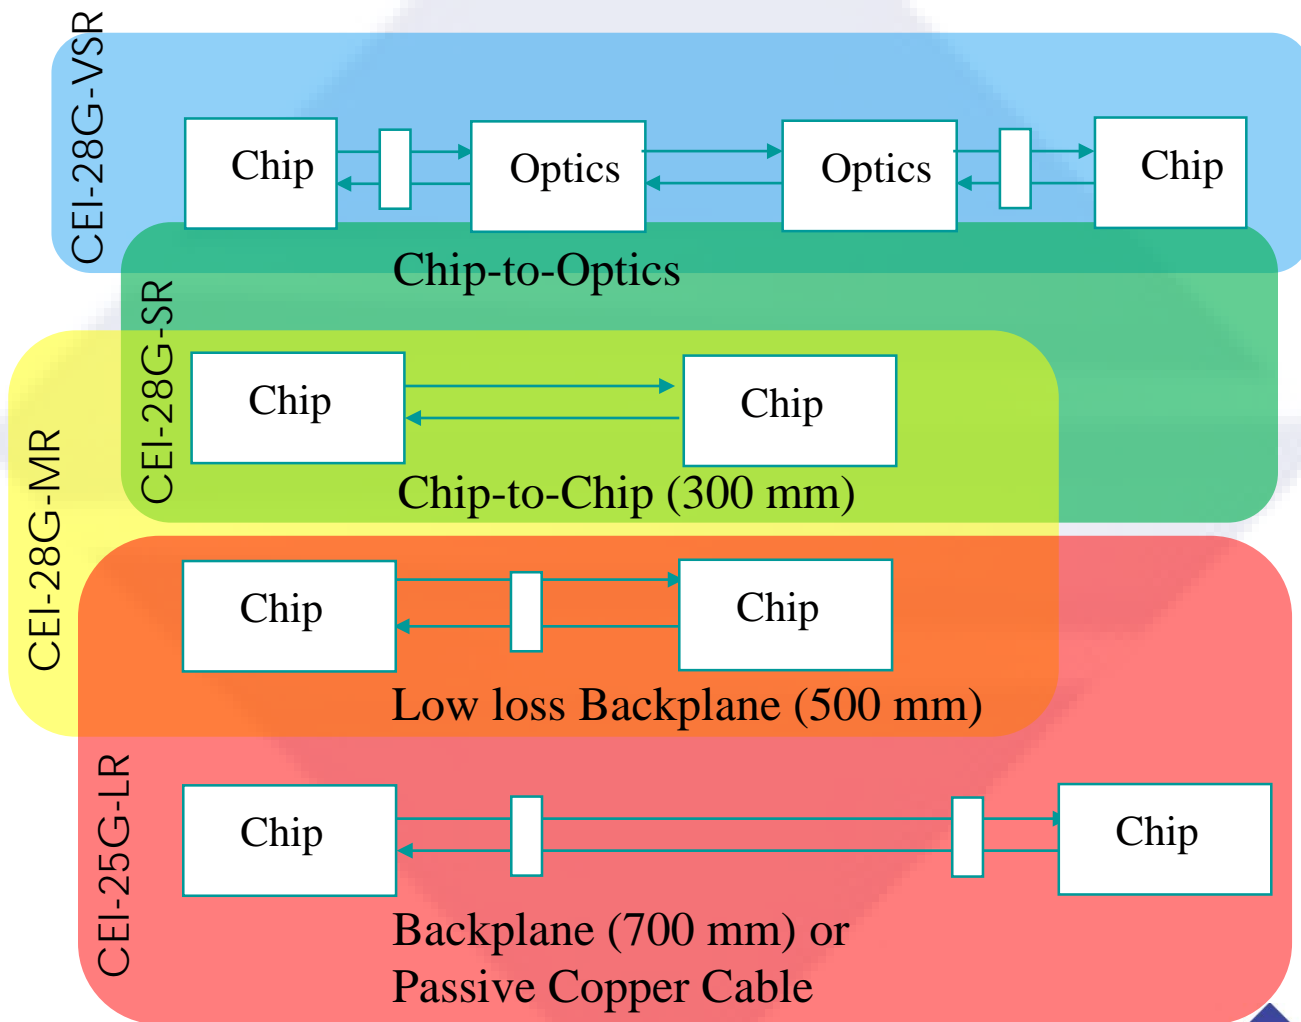 CEI-28G-VSR
Chip
Optics
Optics
Chip
Chip-to-Optics
CEI-28G-SR
Chip
Chip
Chip-to-Chip (300 mm)
CEI-28G-MR
Chip
Chip
Low loss Backplane (500 mm)
CEI-25G-LR
Chip
Chip
Backplane (700 mm) or
Passive Copper Cable